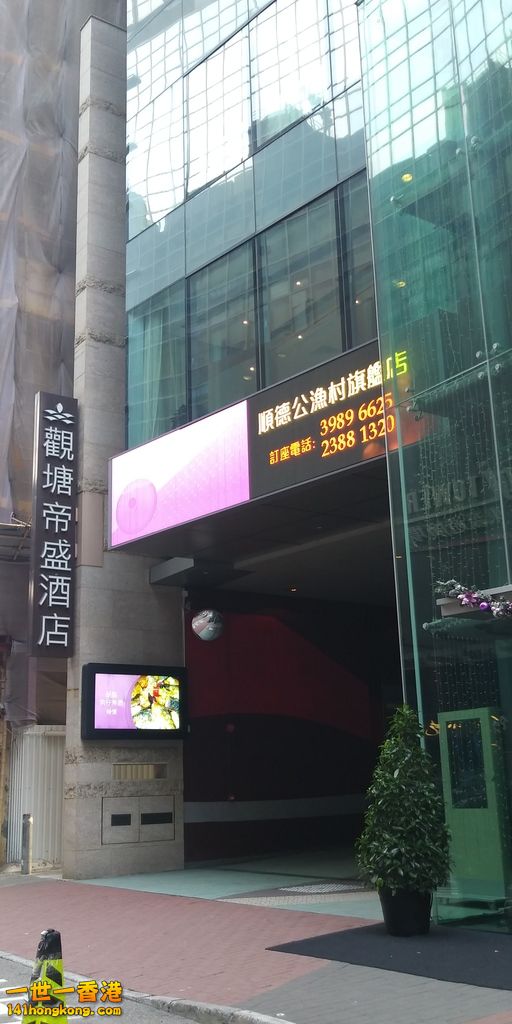 順德公漁村旗艦店
訂座電話:
3989 6625
2388 1320
觀塘帝盛酒店
一世一香港
141hongkong.com